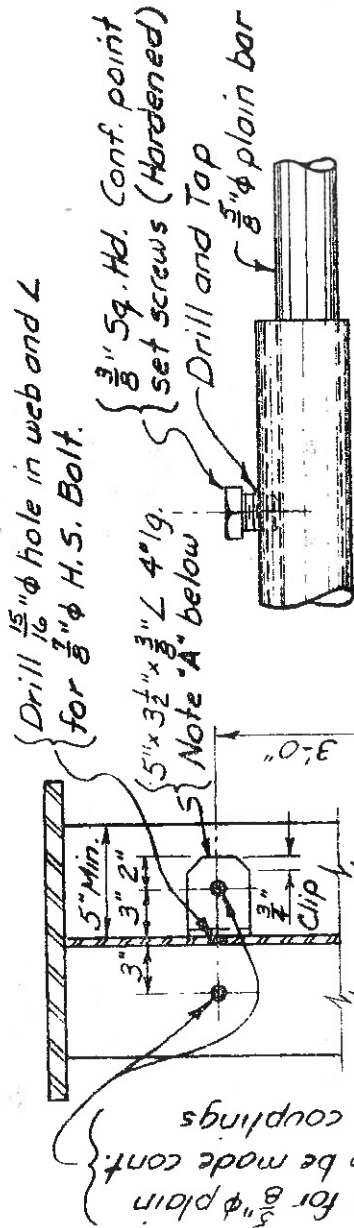 Drill 15/16"ϕ hole in web and L
for 7/8"ϕ H.S. Bolt.
3/8" Sq. Hd. Conf. point
set screws (Hardened)
Drill and Tap
5/8"ϕ plain bar
5" x 3 1/2" x 3/8" L 4" lg.
Note "A" below
5" Min.
3"
3" 2"
3/4"
Clip
3'-0"
for 5/8"ϕ plain
be made cont.
couplings